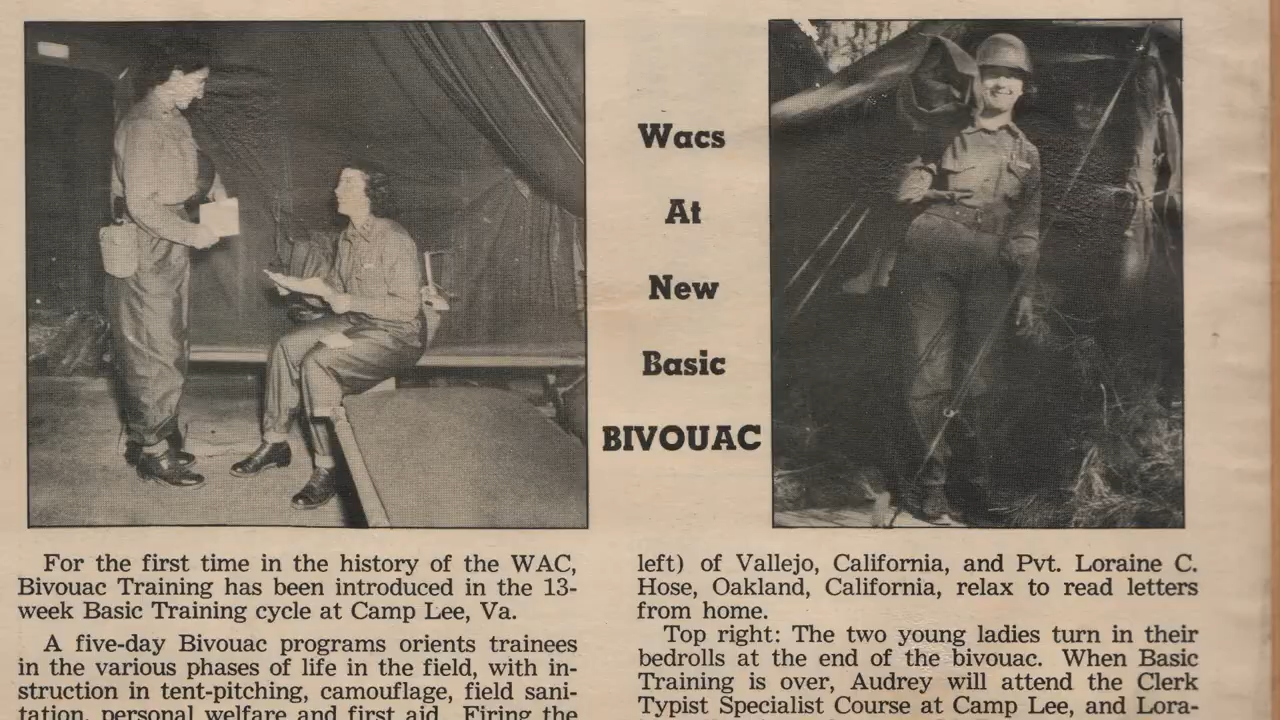 Wacs
At
New
Basic
BIVOUAC
For the first time in the history of the WAC,
Bivouac Training has been introduced in the 13-
week Basic Training cycle at Camp Lee, Va.
A five-day Bivouac programs orients trainees
in the various phases of life in the field, with in-
struction in tent-pitching, camouflage, field sani-
tation, personal welfare and first aid. Firing the
left) of Vallejo, California, and Pvt. Loraine C.
Hose, Oakland, California, relax to read letters
from home.
Top right: The two young ladies turn in their
bedrolls at the end of the bivouac. When Basic
Training is over, Audrey will attend the Clerk
Typist Specialist Course at Camp Lee, and Lora-